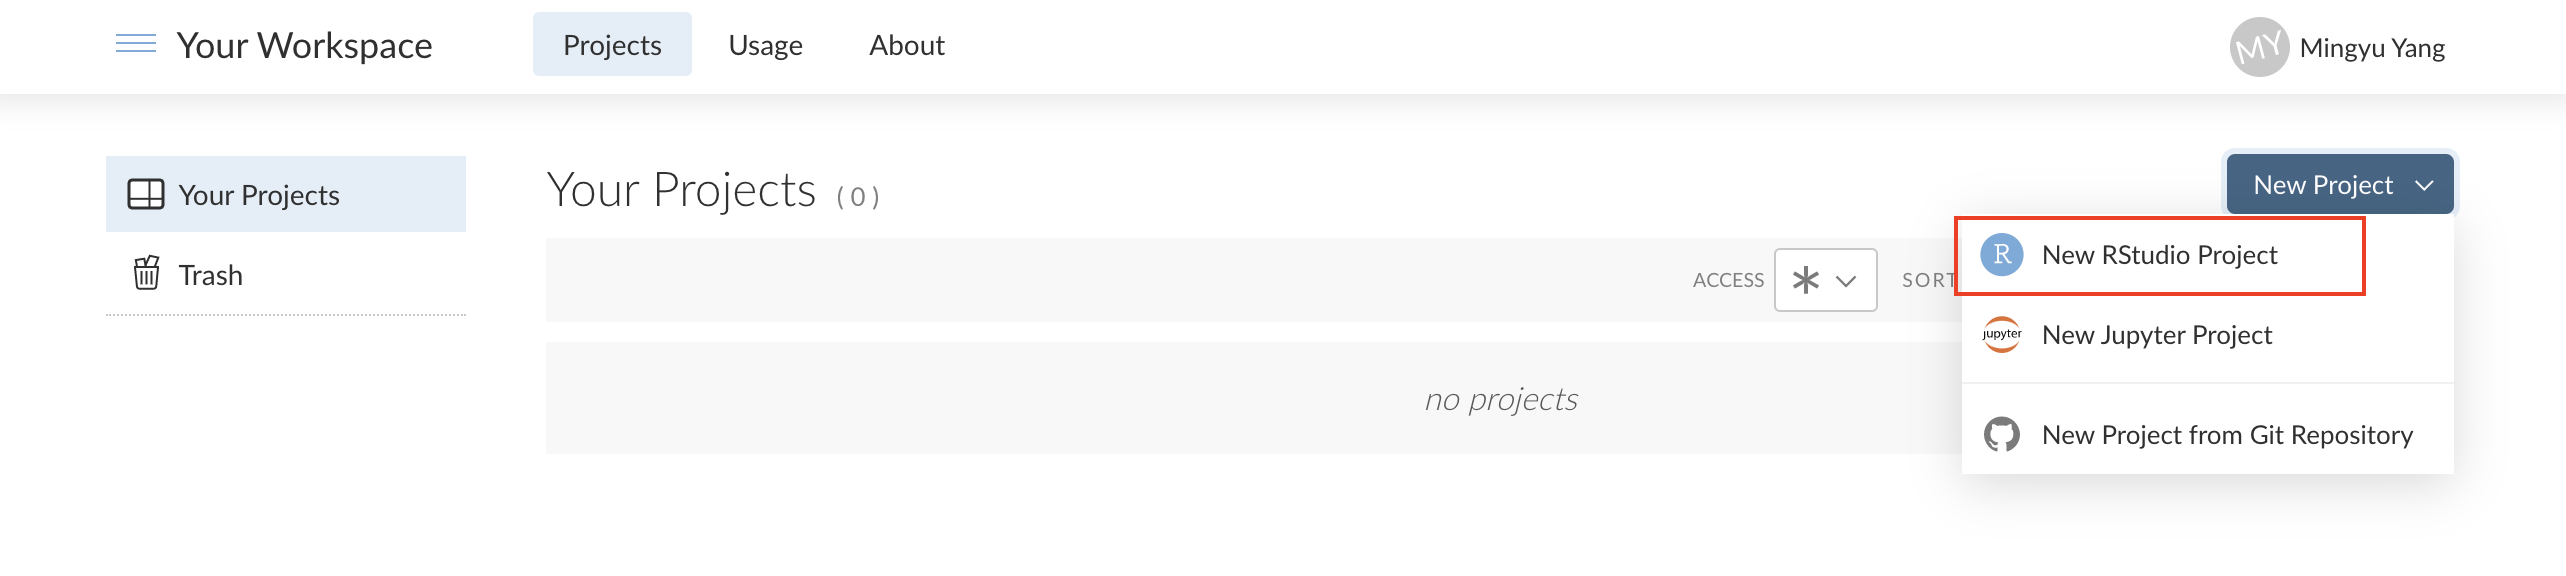 Your Workspace
Projects
Usage
About
MY
Mingyu Yang
Your Projects
Trash
Your Projects (0)
New Project
ACCESS
*
SORT
R
New RStudio Project
jupyter
New Jupyter Project
New Project from Git Repository
no projects